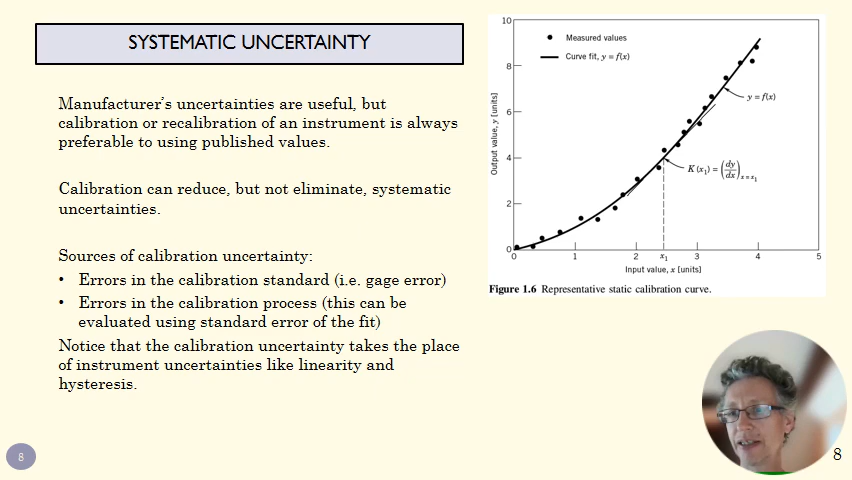 SYSTEMATIC UNCERTAINTY
Manufacturer's uncertainties are useful, but
calibration or recalibration of an instrument is always
preferable to using published values.
Calibration can reduce, but not eliminate, systematic
uncertainties.
Sources of calibration uncertainty:
• Errors in the calibration standard (i.e. gage error)
• Errors in the calibration process (this can be
evaluated using standard error of the fit)
Notice that the calibration uncertainty takes the place
of instrument uncertainties like linearity and
hysteresis.
8
10
8
6
4
2
0
Output value, y [units]
Measured values
Curve fit, y = f(x)
y = f(x)
K(x₁) = (dy/dx)ₓ₌ₓ₁
0 1 2 x₁ 3 4 5
Input value, x [units]
Figure 1.6 Representative static calibration curve.
8